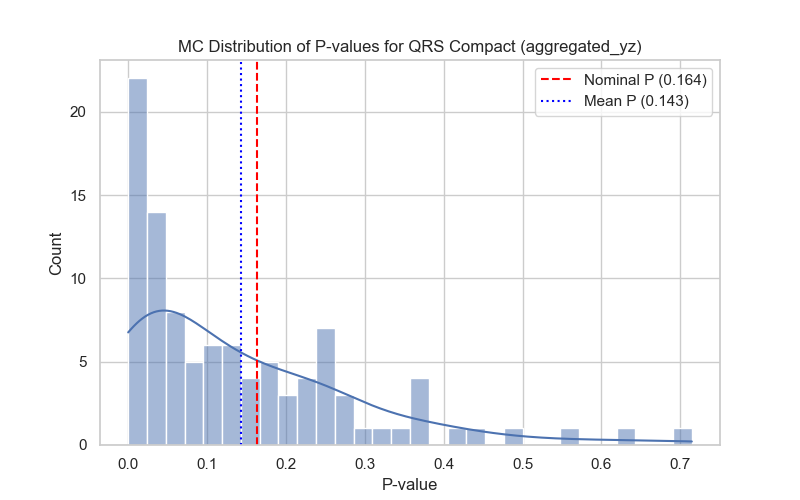 MC Distribution of P-values for QRS Compact (aggregated_yz)
Nominal P (0.164)
Mean P (0.143)
Count
20
15
10
5
0
0.0 0.1 0.2 0.3 0.4 0.5 0.6 0.7
P-value